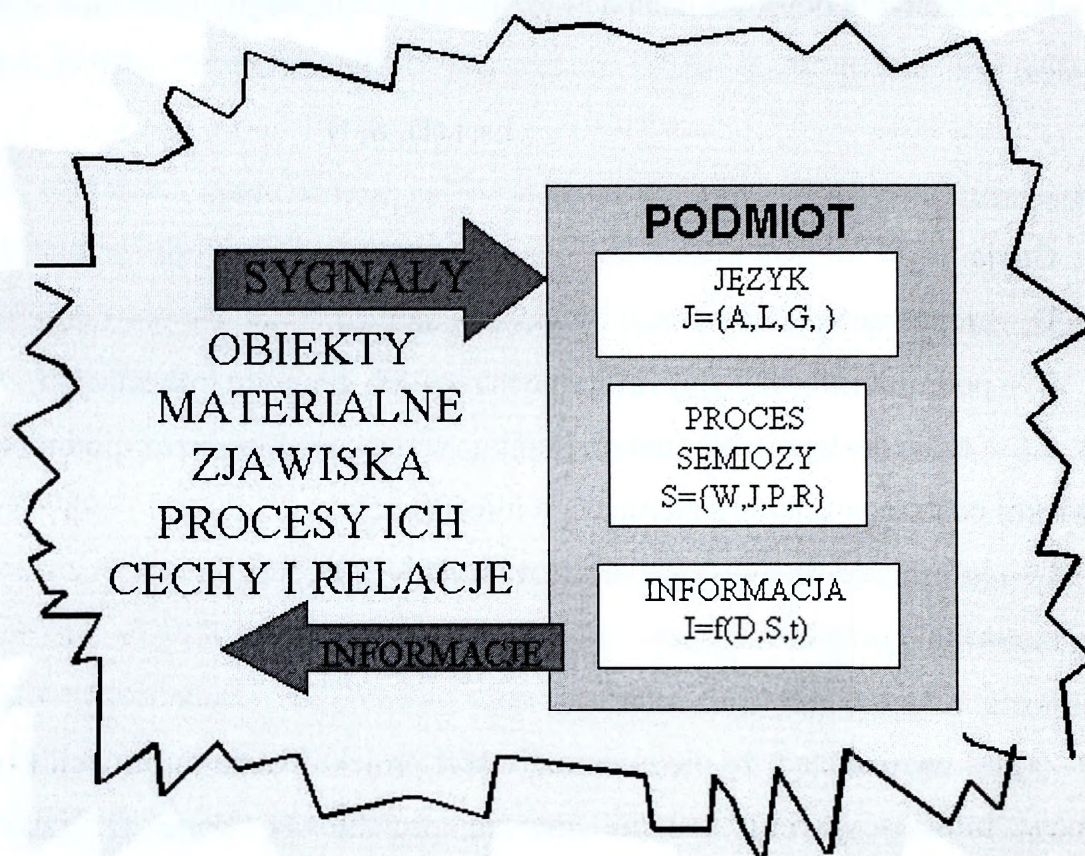 SYGNAŁY
OBIEKTY
MATERIALNE
ZJAWISKA
PROCESY ICH
CECHY I RELACJE
INFORMACJE
PODMIOT
JĘZYK
J={A,L,G, }
PROCES
SEMIOZY
S={W,J,P,R}
INFORMACJA
I=f(D,S,t)